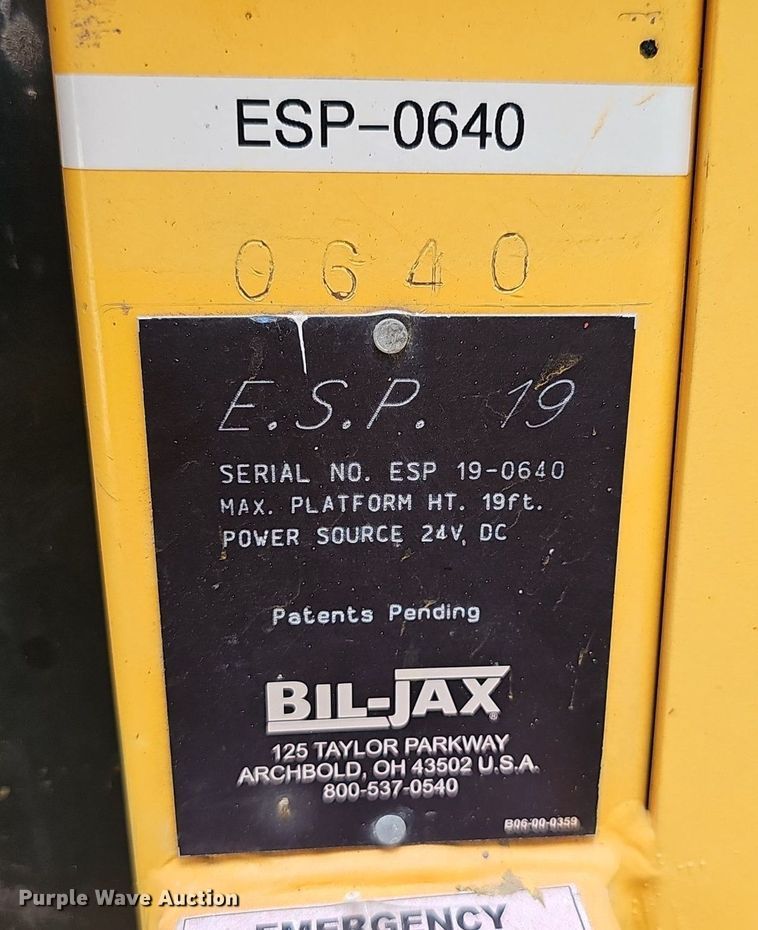 ESP-0640
0640
E.S.P. 19
SERIAL NO. ESP 19-0640
MAX. PLATFORM HT. 19ft.
POWER SOURCE 24V, DC
Patents Pending
BIL-JAX®
125 TAYLOR PARKWAY
ARCHBOLD, OH 43502 U.S.A.
800-537-0540
B06-00-0359
Purple Wave Auction
EMERGENCY